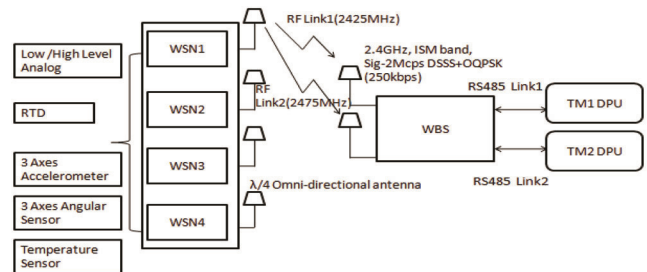 Low /High Level
Analog
RTD
3 Axes
Accelerometer
3 Axes Angular
Sensor
Temperature
Sensor
WSN1
WSN2
WSN3
WSN4
RF Link1(2425MHz)
RF
Link2(2475MHz)
λ/4 Omni-directional antenna
2.4GHz, ISM band,
Sig-2Mcps DSSS+OQPSK
(250kbps)
WBS
RS485 Link1
RS485 Link2
TM1 DPU
TM2 DPU